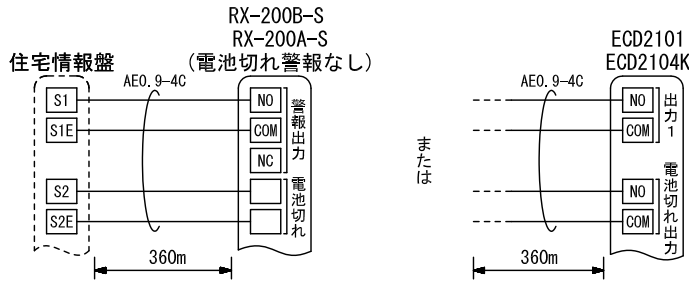 RX-200B-S
RX-200A-S
(電池切れ警報なし)
住宅情報盤
AE0.9-4C
S1
S1E
S2
S2E
NO
COM
NC
警報出力
電池切れ
360m
または
ECD2101
ECD2104K
AE0.9-4C
NO
COM
出力1
NO
COM
電池切れ出力
360m